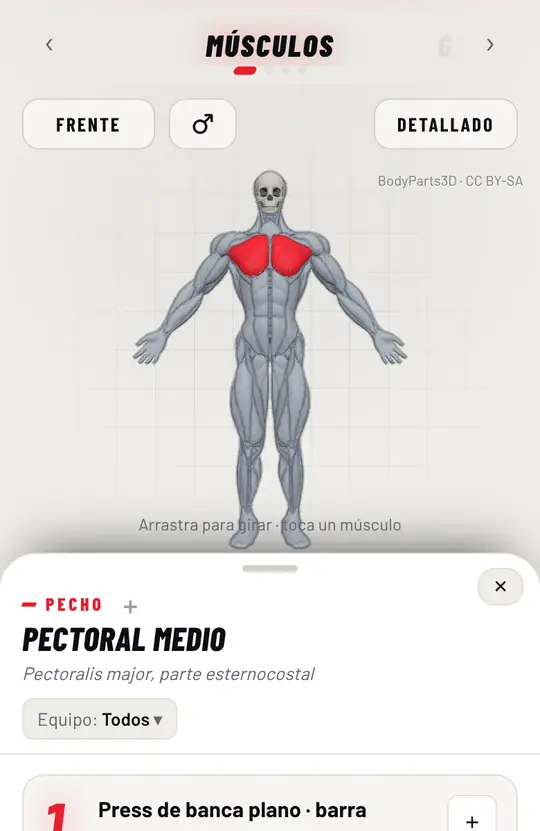 MÚSCULOS
FRENTE
DETALLADO
BodyParts3D · CC BY-SA
Arrastra para girar · toca un músculo
PECHO +
PECTORAL MEDIO
Pectoralis major, parte esternocostal
Equipo: Todos ▾
1
Press de banca plano · barra
+